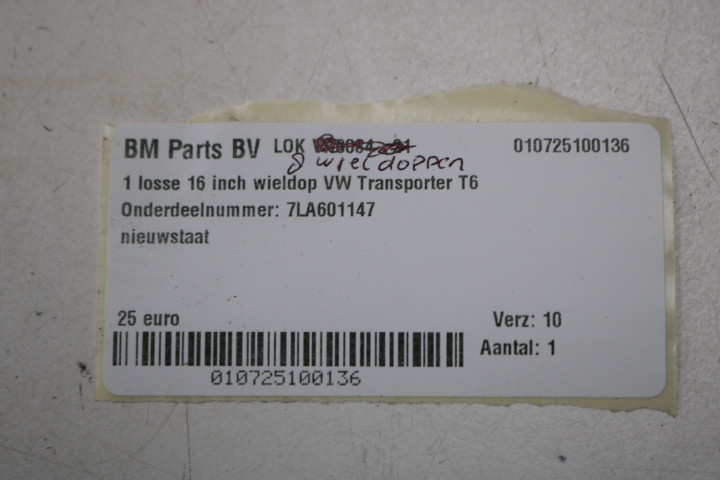 BM Parts BV LOK 010725100136
8 wieldoppen
1 losse 16 inch wieldop VW Transporter T6
Onderdeelnummer: 7LA601147
nieuwstaat
25 euro Verz: 10
Aantal: 1
010725100136